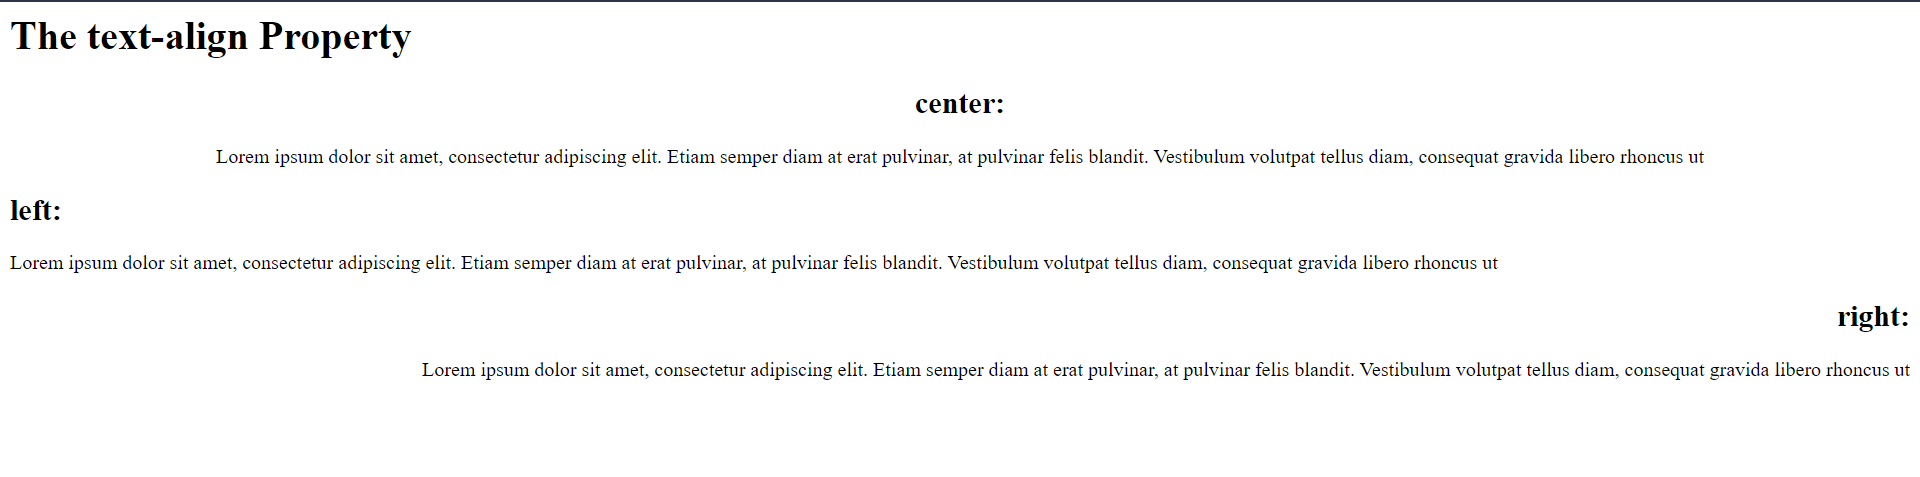 The text-align Property
center:
Lorem ipsum dolor sit amet, consectetur adipiscing elit. Etiam semper diam at erat pulvinar, at pulvinar felis blandit. Vestibulum volutpat tellus diam, consequat gravida libero rhoncus ut
left:
Lorem ipsum dolor sit amet, consectetur adipiscing elit. Etiam semper diam at erat pulvinar, at pulvinar felis blandit. Vestibulum volutpat tellus diam, consequat gravida libero rhoncus ut
right:
Lorem ipsum dolor sit amet, consectetur adipiscing elit. Etiam semper diam at erat pulvinar, at pulvinar felis blandit. Vestibulum volutpat tellus diam, consequat gravida libero rhoncus ut